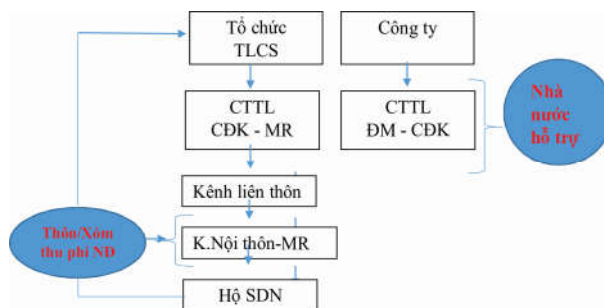 Tổ chức
TLCS
Công ty
CTTL
CĐK - MR
CTTL
ĐM - CĐK
Nhà
nước
hỗ trợ
Kênh liên thôn
Thôn/Xóm
thu phí ND
K.Nội thôn-MR
Hộ SDN